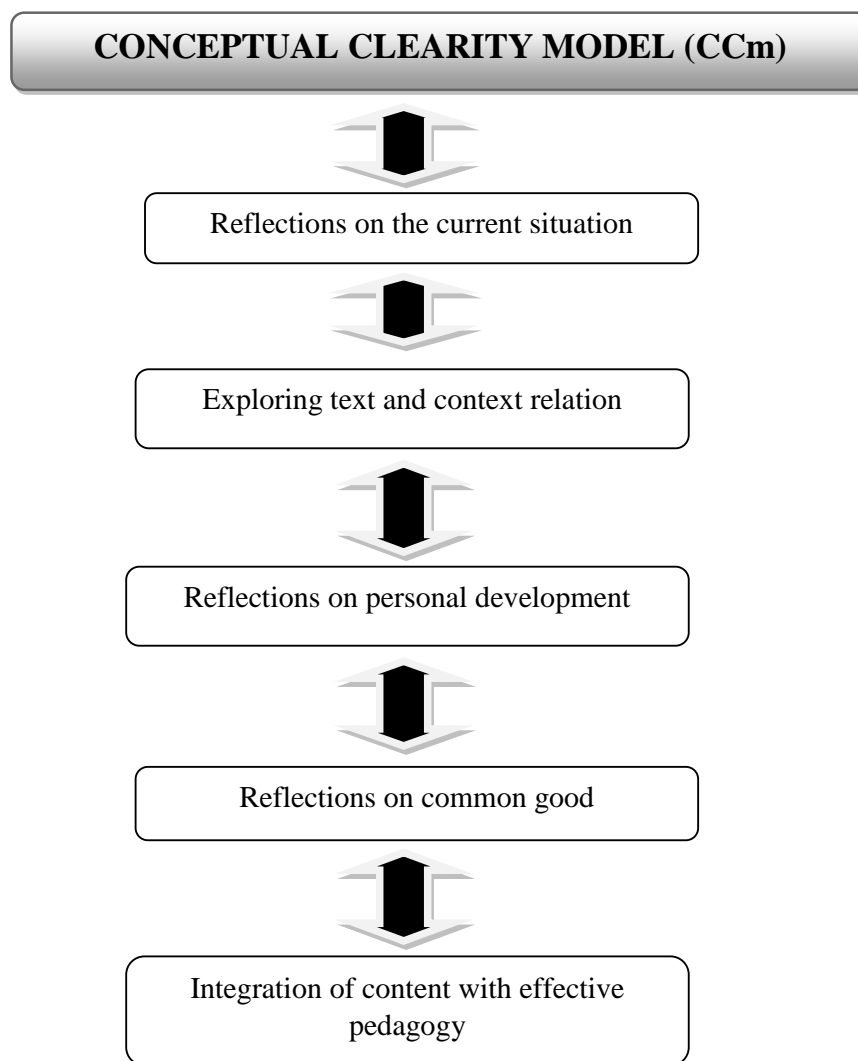 CONCEPTUAL CLEARITY MODEL (CCm)
Reflections on the current situation
Exploring text and context relation
Reflections on personal development
Reflections on common good
Integration of content with effective
pedagogy